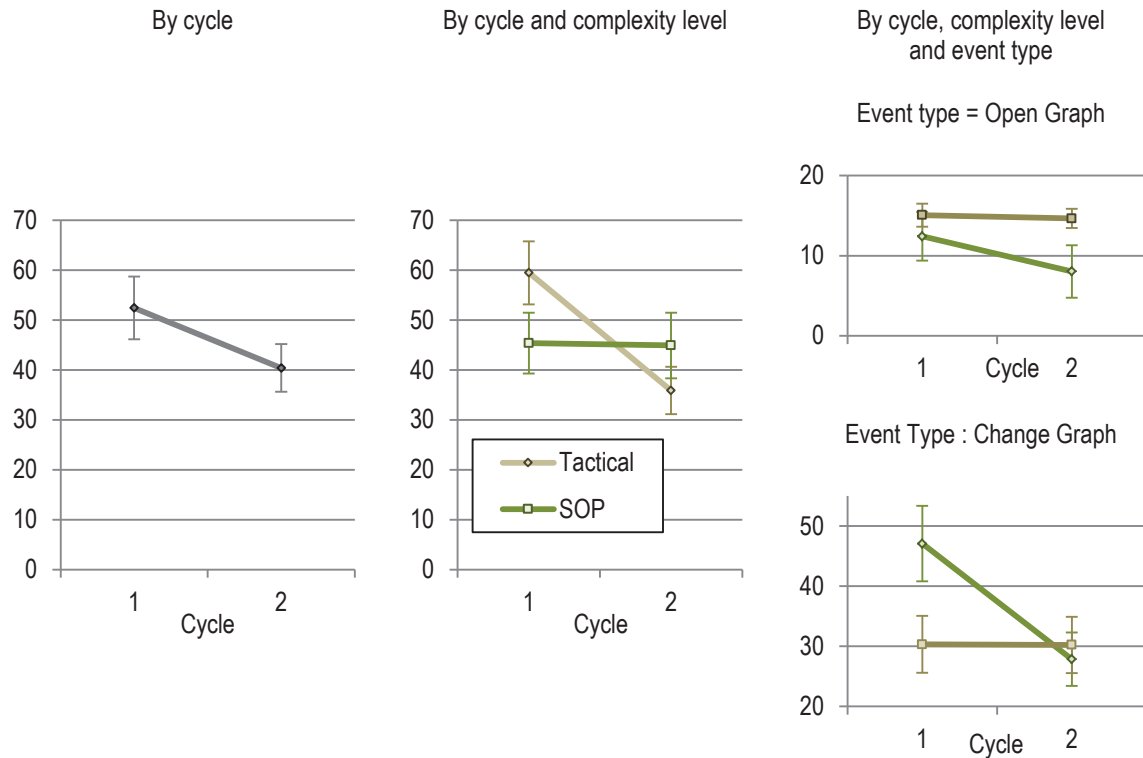 By cycle
70
60
50
40
30
20
10
0
1
2
Cycle
By cycle and complexity level
70
60
50
40
30
20
10
0
Tactical
SOP
1
2
Cycle
By cycle, complexity level
and event type
Event type = Open Graph
20
10
0
1
Cycle
2
Event Type : Change Graph
50
40
30
20
1
Cycle
2